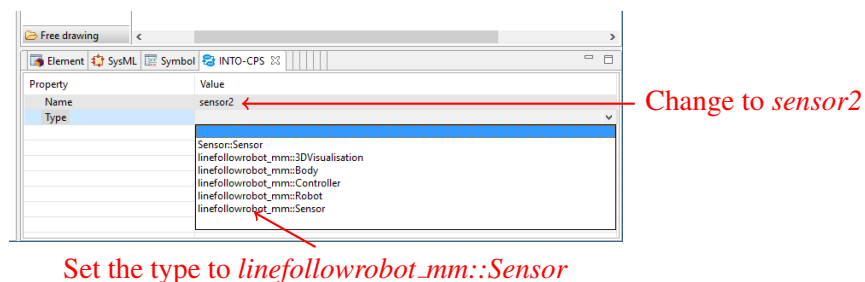 Free drawing
Element SysML Symbol INTO-CPS
Property Value
Name sensor2
Change to sensor2
Type
Sensor::Sensor
linefollowrobot_mm::3DVisualisation
linefollowrobot_mm::Body
linefollowrobot_mm::Controller
linefollowrobot_mm::Robot
linefollowrobot_mm::Sensor
Set the type to linefollowrobot_mm::Sensor